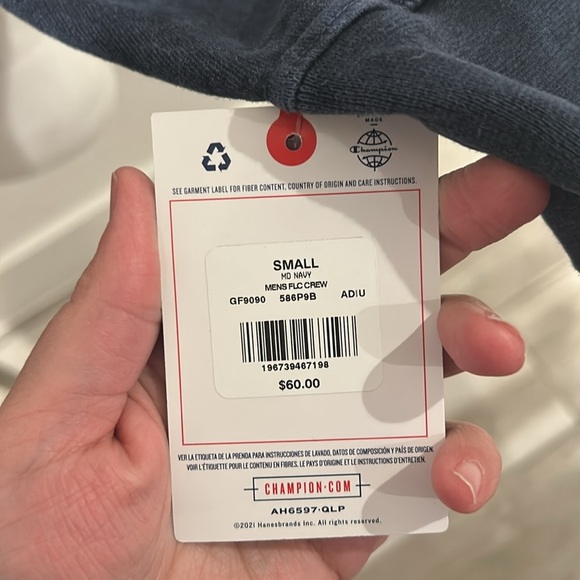 MADE
Champion
SEE GARMENT LABEL FOR FIBER CONTENT, COUNTRY OF ORIGIN AND CARE INSTRUCTIONS.
SMALL
MD NAVY
MENS FLC CREW
GF9090 586P9B AD|U
196739467198
$60.00
VER LA ETIQUETA DE LA PRENDA PARA INSTRUCCIONES DE LAVADO, DATOS DE COMPOSICIÓN Y PAÍS DE ORIGEN.
VOIR L'ÉTIQUETTE POUR LE CONTENU EN FIBRES, LE PAYS D'ORIGINE ET LE INSTRUCTIONS D'ENTRETIEN.
CHAMPION·COM
AH6597·QLP
©2021 Hanesbrands Inc. All rights reserved.